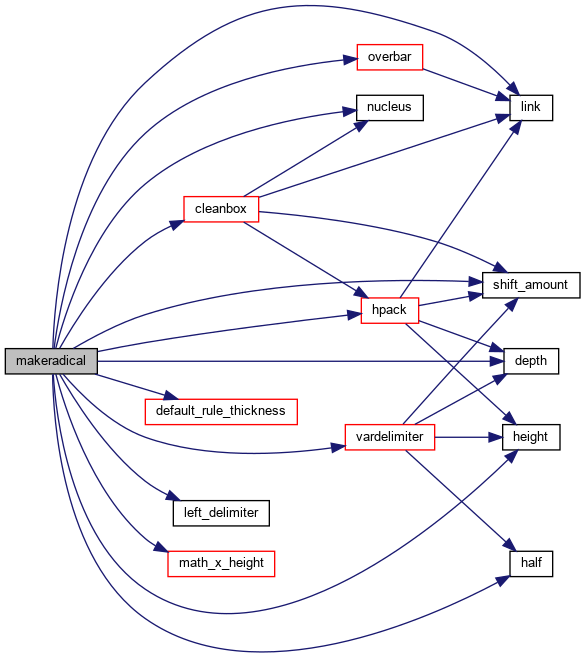 overbar
link
nucleus
cleanbox
shift_amount
hpack
makeradical
depth
default_rule_thickness
vardelimiter
height
left_delimiter
math_x_height
half